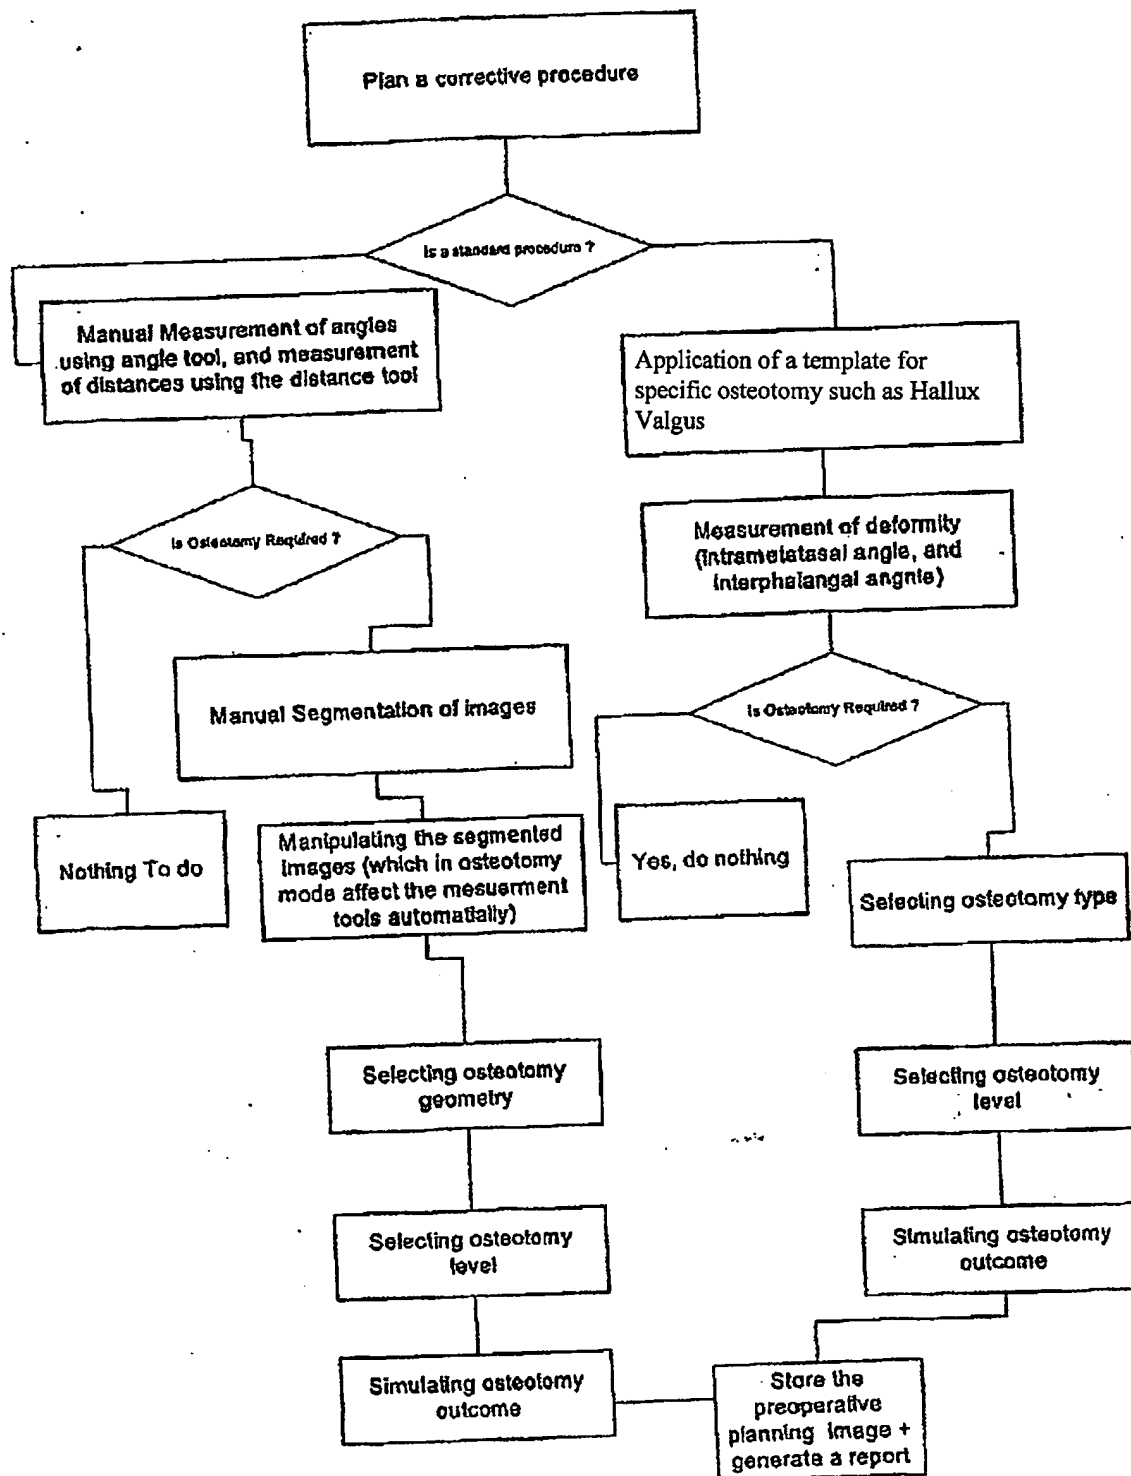 Plan a corrective procedure
Is a standard procedure ?
Manual Measurement of angles
using angle tool, and measurement
of distances using the distance tool
Application of a template for
specific osteotomy such as Hallux
Valgus
Is Osteotomy Required ?
Measurement of deformity
(intrametatasal angle, and
interphalangal angnle)
Manual Segmentation of images
Is Osteotomy Required ?
Nothing To do
Manipulating the segmented
images (which in osteotomy
mode affect the mesuerment
tools automatially)
Yes, do nothing
Selecting osteotomy type
Selecting osteotomy
geometry
Selecting osteotomy
level
Selecting osteotomy
level
Simulating osteotomy
outcome
Simulating osteotomy
outcome
Store the
preoperative
planning image +
generate a report